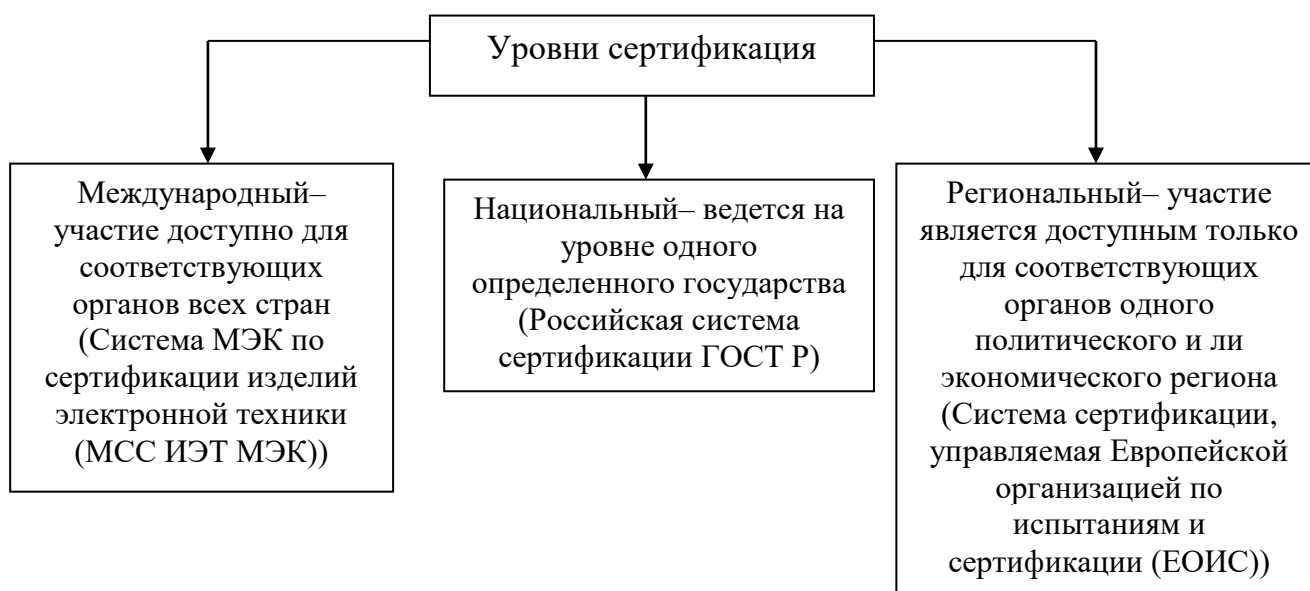 Уровни сертификация
Международный–
участие доступно для
соответствующих
органов всех стран
(Система МЭК по
сертификации изделий
электронной техники
(МСС ИЭТ МЭК))
Национальный– ведется на
уровне одного
определенного государства
(Российская система
сертификации ГОСТ Р)
Региональный– участие
является доступным только
для соответствующих
органов одного
политического и ли
экономического региона
(Система сертификации,
управляемая Европейской
организацией по
испытаниям и
сертификации (ЕОИС))